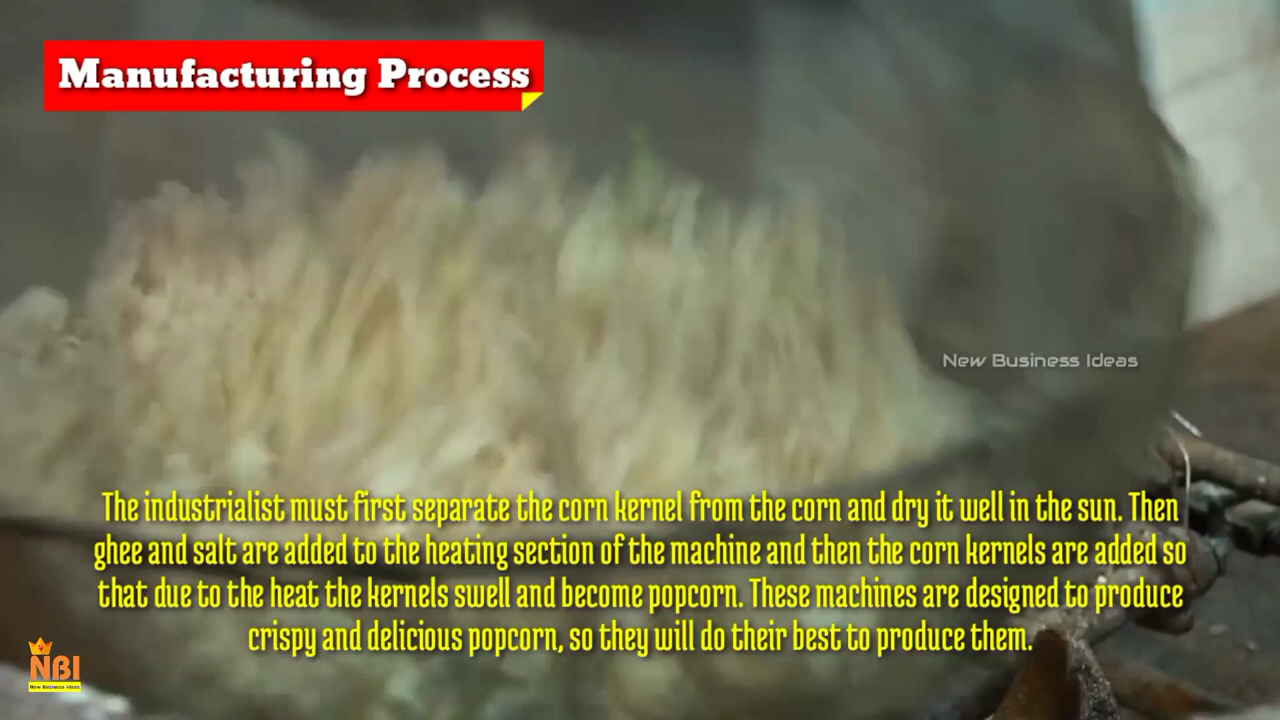 Manufacturing Process
New Business Ideas
The industrialist must first separate the corn kernel from the corn and dry it well in the sun. Then
ghee and salt are added to the heating section of the machine and then the corn kernels are added so
that due to the heat the kernels swell and become popcorn. These machines are designed to produce
crispy and delicious popcorn, so they will do their best to produce them.
NBI
New Business Ideas